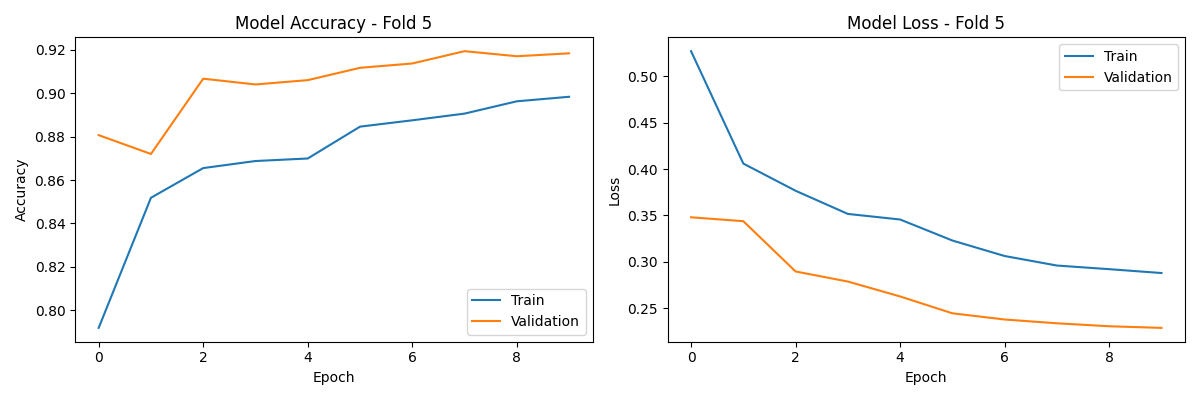 Model Accuracy - Fold 5
Accuracy
0.92
0.90
0.88
0.86
0.84
0.82
0.80
0 2 4 6 8
Epoch
Train
Validation
Model Loss - Fold 5
Loss
0.50
0.45
0.40
0.35
0.30
0.25
0 2 4 6 8
Epoch
Train
Validation